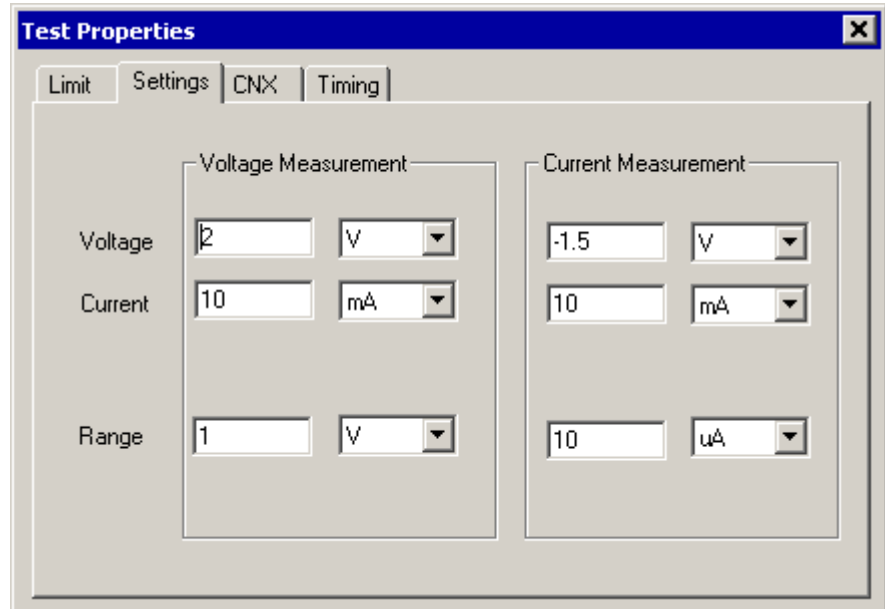 Test Properties
Limit Settings CNX Timing
Voltage Measurement Current Measurement
Voltage 2 V -1.5 V
Current 10 mA 10 mA
Range 1 V 10 uA